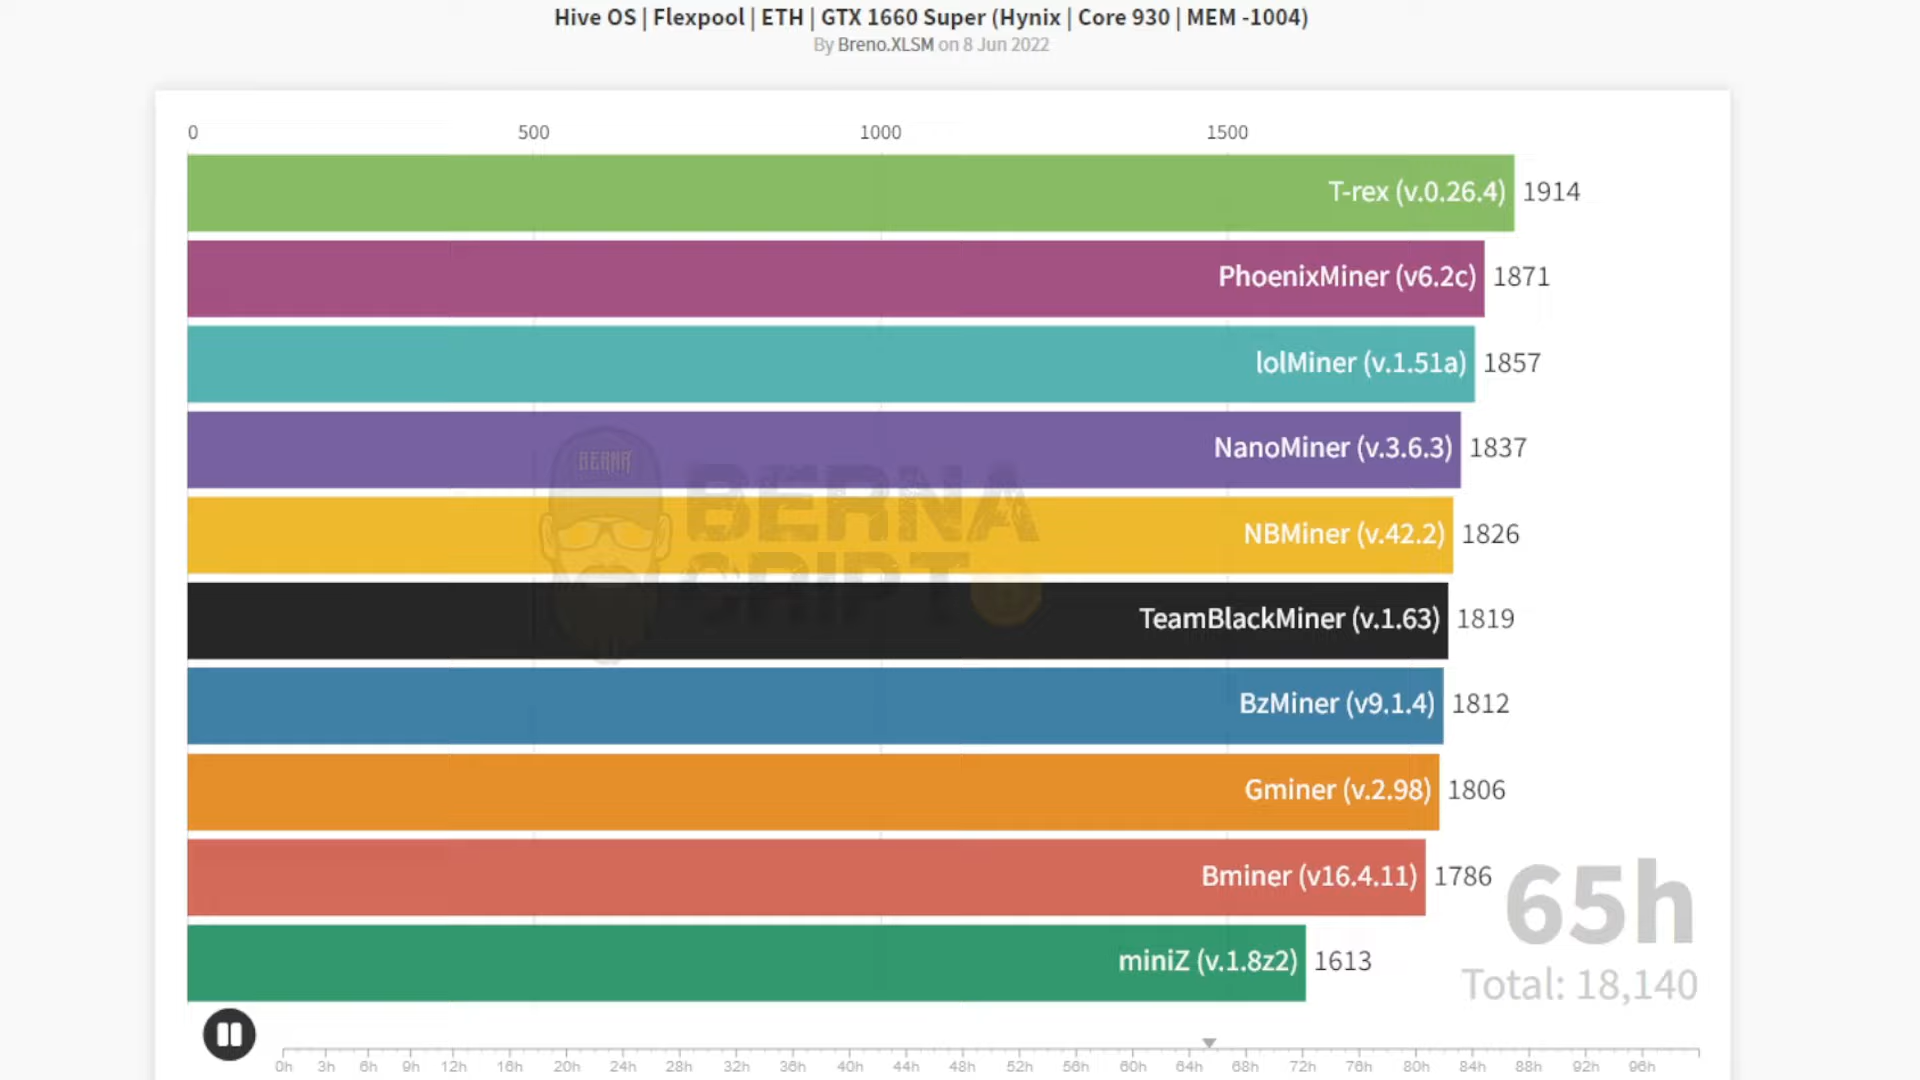 Hive OS | Flexpool | ETH | GTX 1660 Super (Hynix | Core 930 | MEM -1004)
By Breno.XLSM on 8 Jun 2022
0 500 1000 1500
T-rex (v.0.26.4) 1914
PhoenixMiner (v6.2c) 1871
lolMiner (v.1.51a) 1857
NanoMiner (v.3.6.3) 1837
BERNA
BERNA
NBMiner (v.42.2) 1826
CRIPT
TeamBlackMiner (v.1.63) 1819
BzMiner (v9.1.4) 1812
Gminer (v.2.98) 1806
Bminer (v16.4.11) 1786
65h
miniZ (v.1.8z2) 1613
Total: 18,140
0h 3h 6h 9h 12h 16h 20h 24h 28h 32h 36h 40h 44h 48h 52h 56h 60h 64h 68h 72h 76h 80h 84h 88h 92h 96h